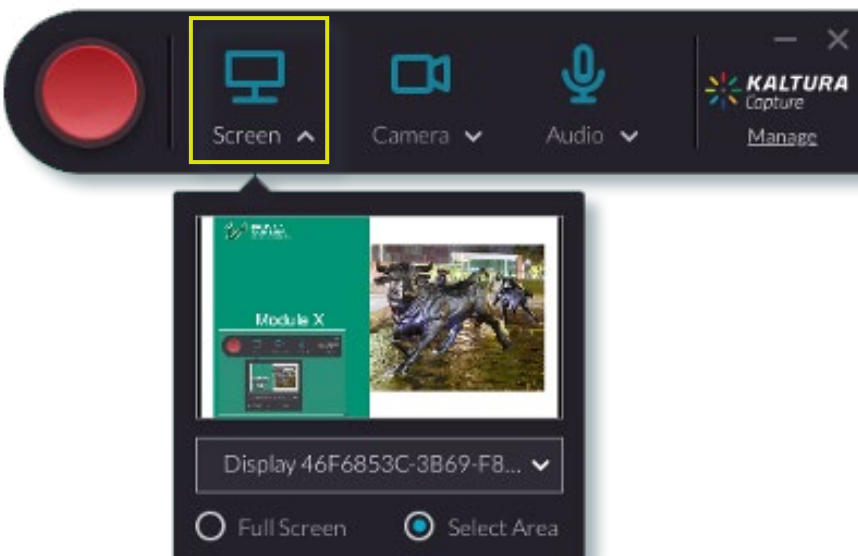 Screen
Camera
Audio
KALTURA
Capture
Manage
Module X
Display 46F6853C-3B69-F8...
Full Screen
Select Area